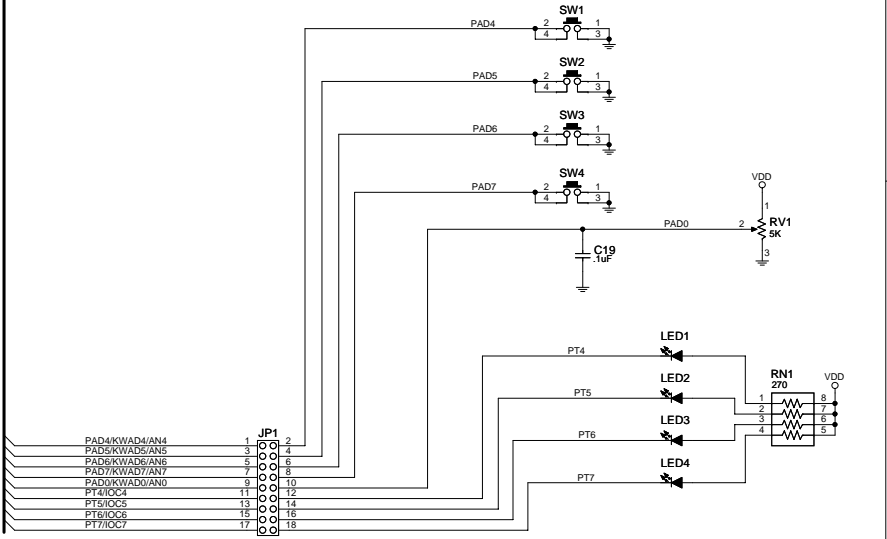 SW1
PAD4 2 1
4 3
SW2
PAD5 2 1
4 3
SW3
PAD6 2 1
4 3
SW4
PAD7 2 1
4 3
VDD
1
PAD0 2 RV1
5K
3
C19
.1uF
LED1
PT4
LED2
PT5
LED3
PT6
LED4
PT7
RN1
270
VDD
1 8
2 7
3 6
4 5
JP1
PAD4/KWAD4/AN4 1 2
PAD5/KWAD5/AN5 3 4
PAD6/KWAD6/AN6 5 6
PAD7/KWAD7/AN7 7 8
PAD0/KWAD0/AN0 9 10
PT4/IOC4 11 12
PT5/IOC5 13 14
PT6/IOC6 15 16
PT7/IOC7 17 18